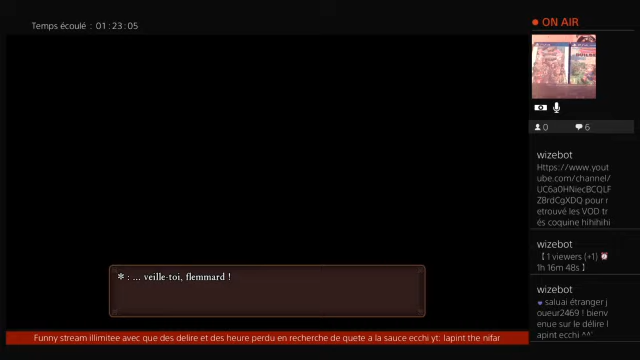 Temps écoulé : 01:23:05
ON AIR
0
6
wizebot
Https://www.yout
ube.com/channel/
UC6a0HNiecBCQLF
ZBrdCgXDQ pour r
etrouvé les VOD tr
és coquine hihihihi
wizebot
【 1 viewers (+1)
1h 16m 48s 】
wizebot
saluai étranger j
oueur2469 ! bienv
enue sur le délire l
apint ecchi ^^
* : ... veille-toi, flemmard !
Funny stream illimitee avec que des delire et des heure perdu en recherche de quete a la sauce ecchi yt: lapint the nifar